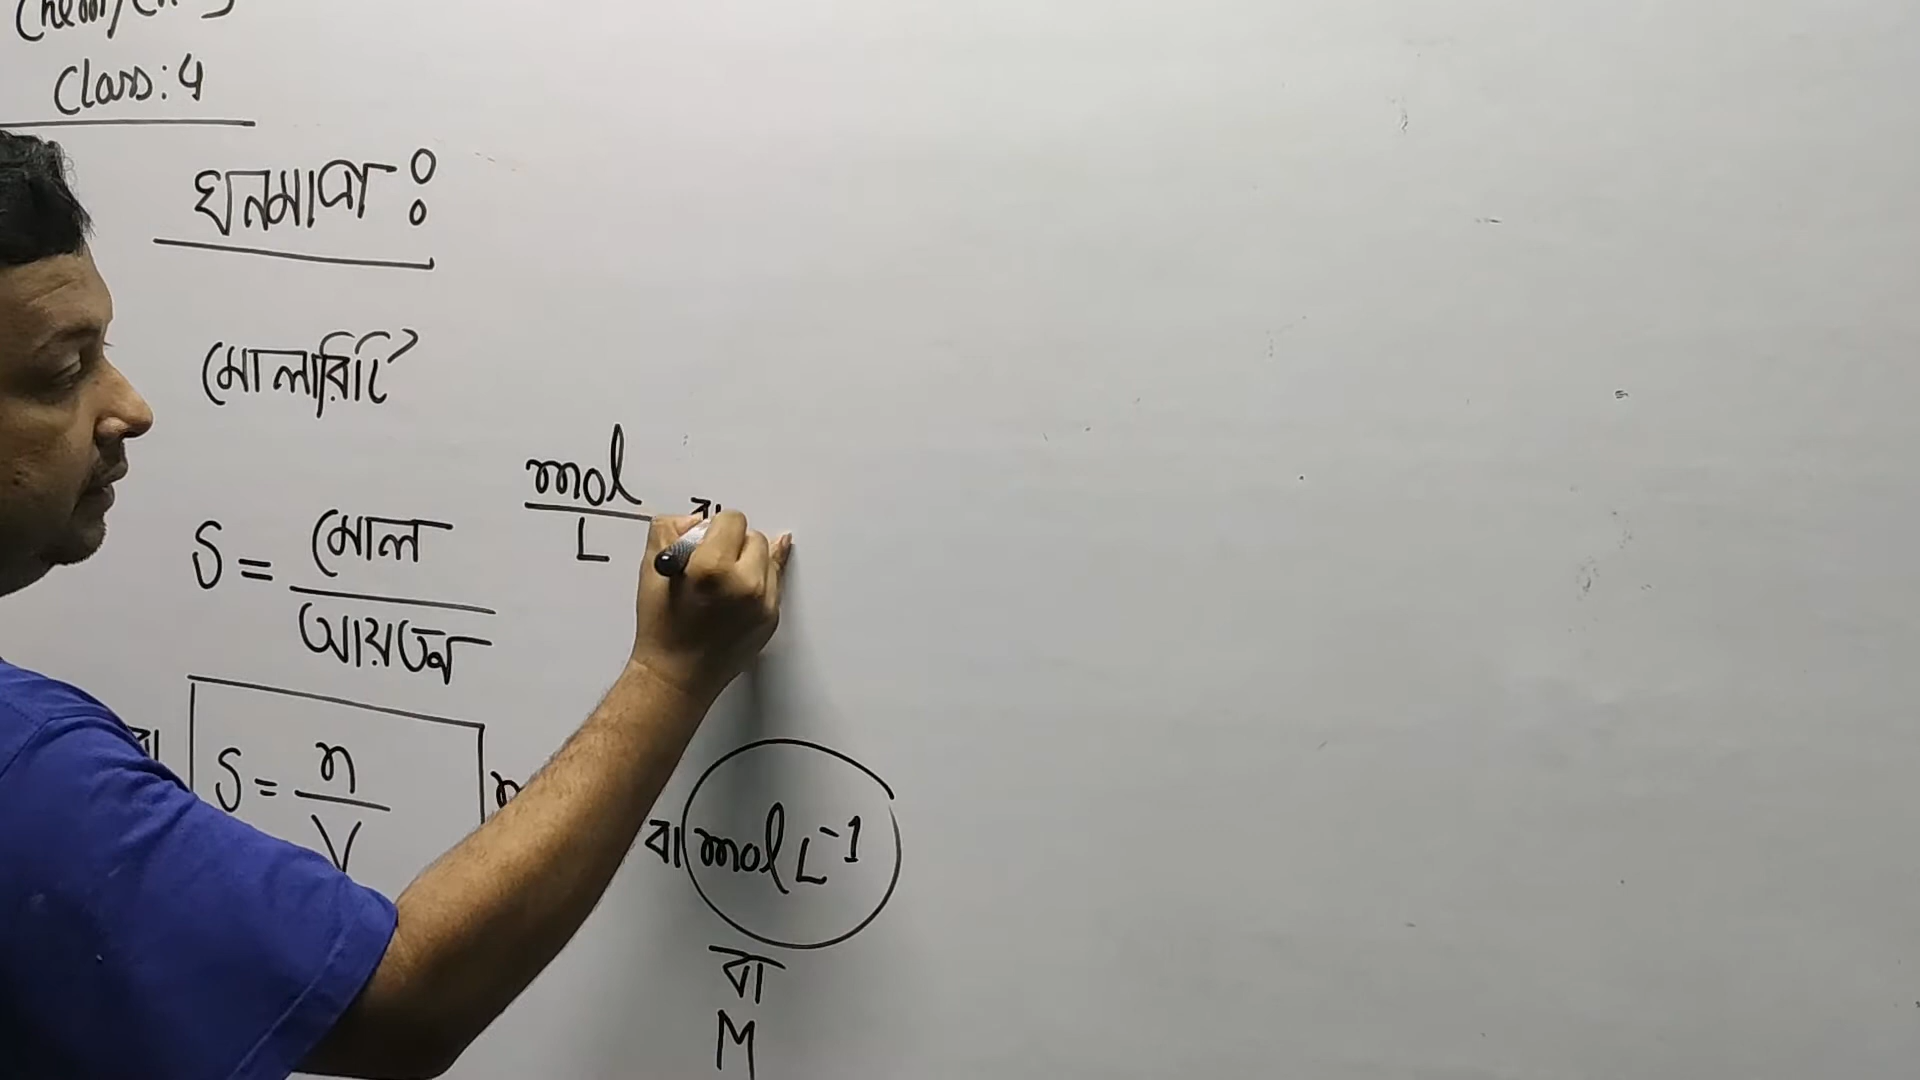 Class: 4
ঘনমাত্রা :
মোলারিটি
mol
L
বা
S = মোল
আয়তন
বা
S = n
V
বা mol L⁻¹
বা
M